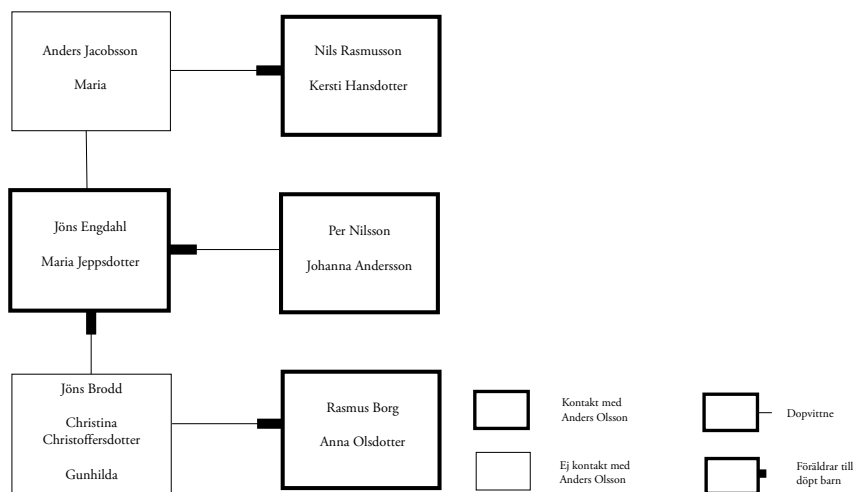 Anders Jacobsson
Maria
Nils Rasmusson
Kersti Hansdotter
Jöns Engdahl
Maria Jeppsdotter
Per Nilsson
Johanna Andersson
Jöns Brodd
Christina
Christoffersdotter
Gunhilda
Rasmus Borg
Anna Olsdotter
Kontakt med
Anders Olsson
Dopvittne
Ej kontakt med
Anders Olsson
Föräldrar till
döpt barn